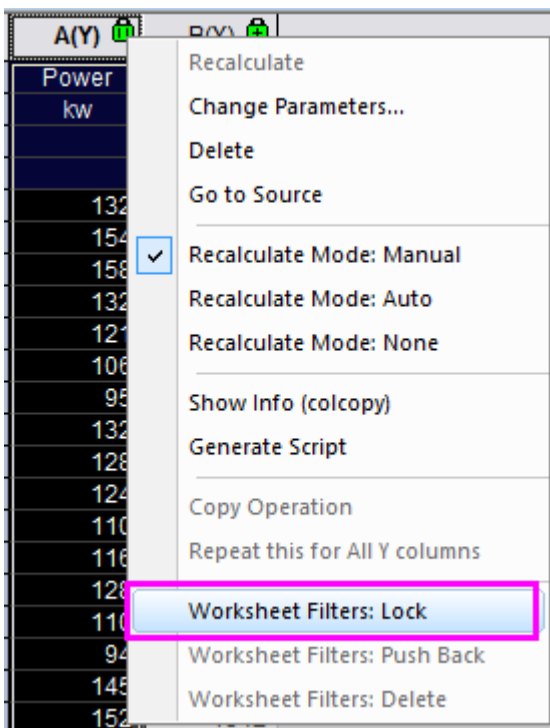 A(Y) B(Y)
Power
kw
132
154
158
132
121
106
95
132
128
124
110
116
128
110
94
145
152
Recalculate
Change Parameters...
Delete
Go to Source
Recalculate Mode: Manual
Recalculate Mode: Auto
Recalculate Mode: None
Show Info (colcopy)
Generate Script
Copy Operation
Repeat this for All Y columns
Worksheet Filters: Lock
Worksheet Filters: Push Back
Worksheet Filters: Delete